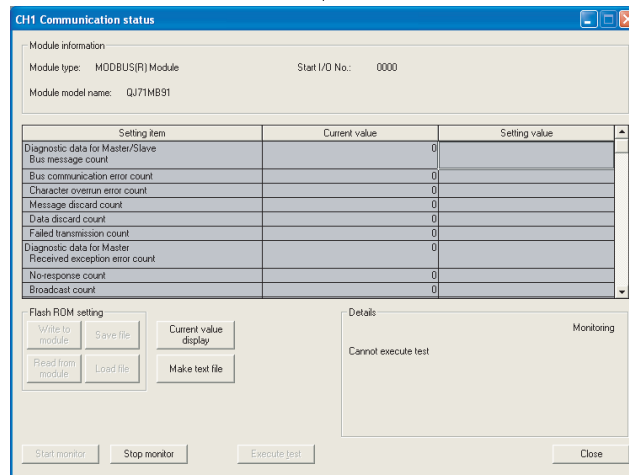 CH1 Communication status
Module information
Module type: MODBUS(R) Module Start I/O No.: 0000
Module model name: QJ71MB91
Setting item Current value Setting value
Diagnostic data for Master/Slave
Bus message count 0
Bus communication error count 0
Character overrun error count 0
Message discard count 0
Data discard count 0
Failed transmission count 0
Diagnostic data for Master
Received exception error count 0
No-response count 0
Broadcast count 0
Flash ROM setting
Write to
module
Save file
Current value
display
Read from
module
Load file
Make text file
Details
Monitoring
Cannot execute test
Start monitor Stop monitor Execute test Close